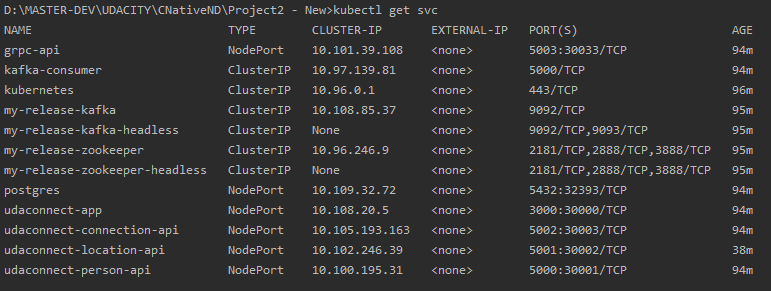 D:\MASTER-DEV\UDACITY\CNativeND\Project2 - New>kubectl get svc
NAME TYPE CLUSTER-IP EXTERNAL-IP PORT(S) AGE
grpc-api NodePort 10.101.39.108 <none> 5003:30033/TCP 94m
kafka-consumer ClusterIP 10.97.139.81 <none> 5000/TCP 94m
kubernetes ClusterIP 10.96.0.1 <none> 443/TCP 96m
my-release-kafka ClusterIP 10.108.85.37 <none> 9092/TCP 95m
my-release-kafka-headless ClusterIP None <none> 9092/TCP,9093/TCP 95m
my-release-zookeeper ClusterIP 10.96.246.9 <none> 2181/TCP,2888/TCP,3888/TCP 95m
my-release-zookeeper-headless ClusterIP None <none> 2181/TCP,2888/TCP,3888/TCP 95m
postgres NodePort 10.109.32.72 <none> 5432:32393/TCP 94m
udaconnect-app NodePort 10.108.20.5 <none> 3000:30000/TCP 94m
udaconnect-connection-api NodePort 10.105.193.163 <none> 5002:30003/TCP 94m
udaconnect-location-api NodePort 10.102.246.39 <none> 5001:30002/TCP 38m
udaconnect-person-api NodePort 10.100.195.31 <none> 5000:30001/TCP 94m